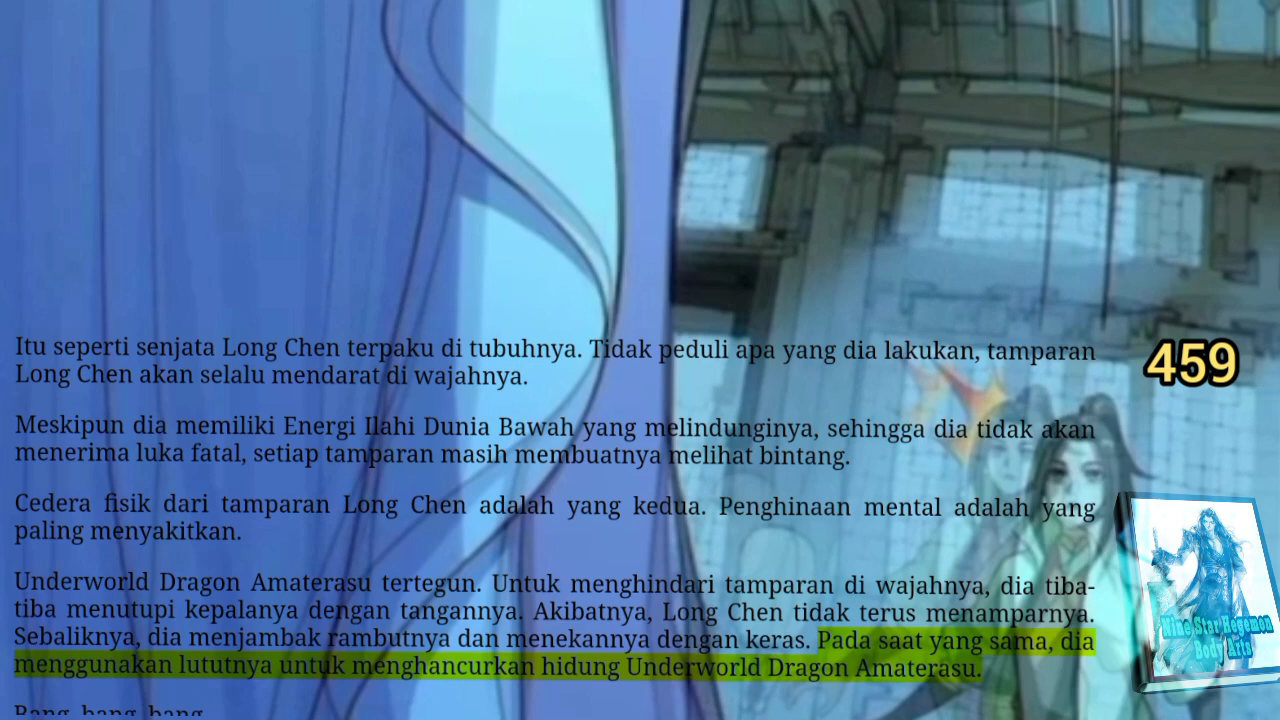 Itu seperti senjata Long Chen terpaku di tubuhnya. Tidak peduli apa yang dia lakukan, tamparan
Long Chen akan selalu mendarat di wajahnya.
459
Meskipun dia memiliki Energi Ilahi Dunia Bawah yang melindunginya, sehingga dia tidak akan
menerima luka fatal, setiap tamparan masih membuatnya melihat bintang.
Cedera fisik dari tamparan Long Chen adalah yang kedua. Penghinaan mental adalah yang
paling menyakitkan.
Underworld Dragon Amaterasu tertegun. Untuk menghindari tamparan di wajahnya, dia tiba-
tiba menutupi kepalanya dengan tangannya. Akibatnya, Long Chen tidak terus menamparnya.
Sebaliknya, dia menjambak rambutnya dan menekannya dengan keras. Pada saat yang sama, dia
menggunakan lututnya untuk menghancurkan hidung Underworld Dragon Amaterasu.
Nine Star Hegemon
Body Arts
Bang, bang, bang